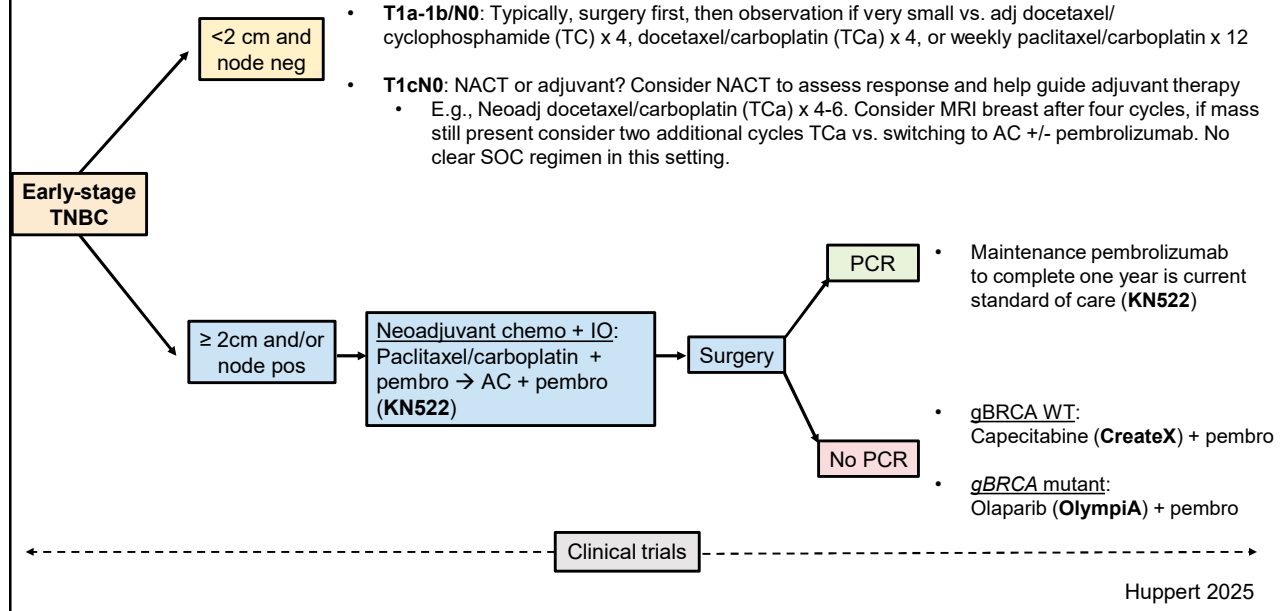 <2 cm and
node neg
• T1a-1b/N0: Typically, surgery first, then observation if very small vs. adj docetaxel/
cyclophosphamide (TC) x 4, docetaxel/carboplatin (TCa) x 4, or weekly paclitaxel/carboplatin x 12
• T1cN0: NACT or adjuvant? Consider NACT to assess response and help guide adjuvant therapy
• E.g., Neoadj docetaxel/carboplatin (TCa) x 4-6. Consider MRI breast after four cycles, if mass
still present consider two additional cycles TCa vs. switching to AC +/- pembrolizumab. No
clear SOC regimen in this setting.
Early-stage
TNBC
≥ 2cm and/or
node pos
Neoadjuvant chemo + IO:
Paclitaxel/carboplatin +
pembro → AC + pembro
(KN522)
Surgery
PCR
• Maintenance pembrolizumab
to complete one year is current
standard of care (KN522)
No PCR
• gBRCA WT:
Capecitabine (CreateX) + pembro
• gBRCA mutant:
Olaparib (OlympiA) + pembro
Clinical trials
Huppert 2025